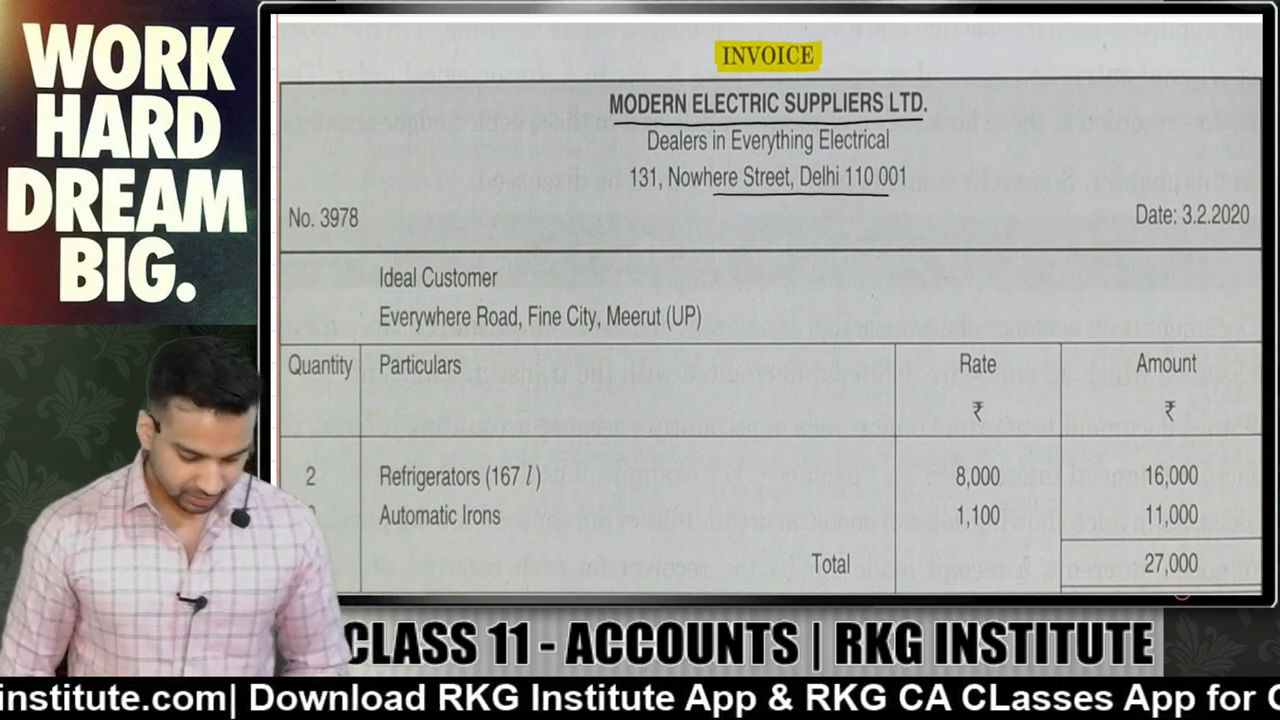 WORK
HARD
DREAM
BIG.
INVOICE
MODERN ELECTRIC SUPPLIERS LTD.
Dealers in Everything Electrical
131, Nowhere Street, Delhi 110 001
No. 3978 Date: 3.2.2020
Ideal Customer
Everywhere Road, Fine City, Meerut (UP)
Quantity Particulars Rate Amount
₹ ₹
2 Refrigerators (167 l) 8,000 16,000
Automatic Irons 1,100 11,000
Total 27,000
CLASS 11 - ACCOUNTS | RKG INSTITUTE
institute.com| Download RKG Institute App & RKG CA CLasses App for